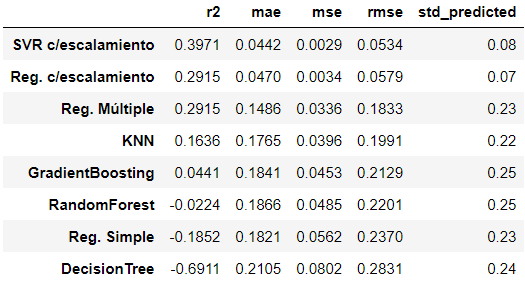 r2 mae mse rmse std_predicted
SVR c/escalamiento 0.3971 0.0442 0.0029 0.0534 0.08
Reg. c/escalamiento 0.2915 0.0470 0.0034 0.0579 0.07
Reg. Múltiple 0.2915 0.1486 0.0336 0.1833 0.23
KNN 0.1636 0.1765 0.0396 0.1991 0.22
GradientBoosting 0.0441 0.1841 0.0453 0.2129 0.25
RandomForest -0.0224 0.1866 0.0485 0.2201 0.25
Reg. Simple -0.1852 0.1821 0.0562 0.2370 0.23
DecisionTree -0.6911 0.2105 0.0802 0.2831 0.24